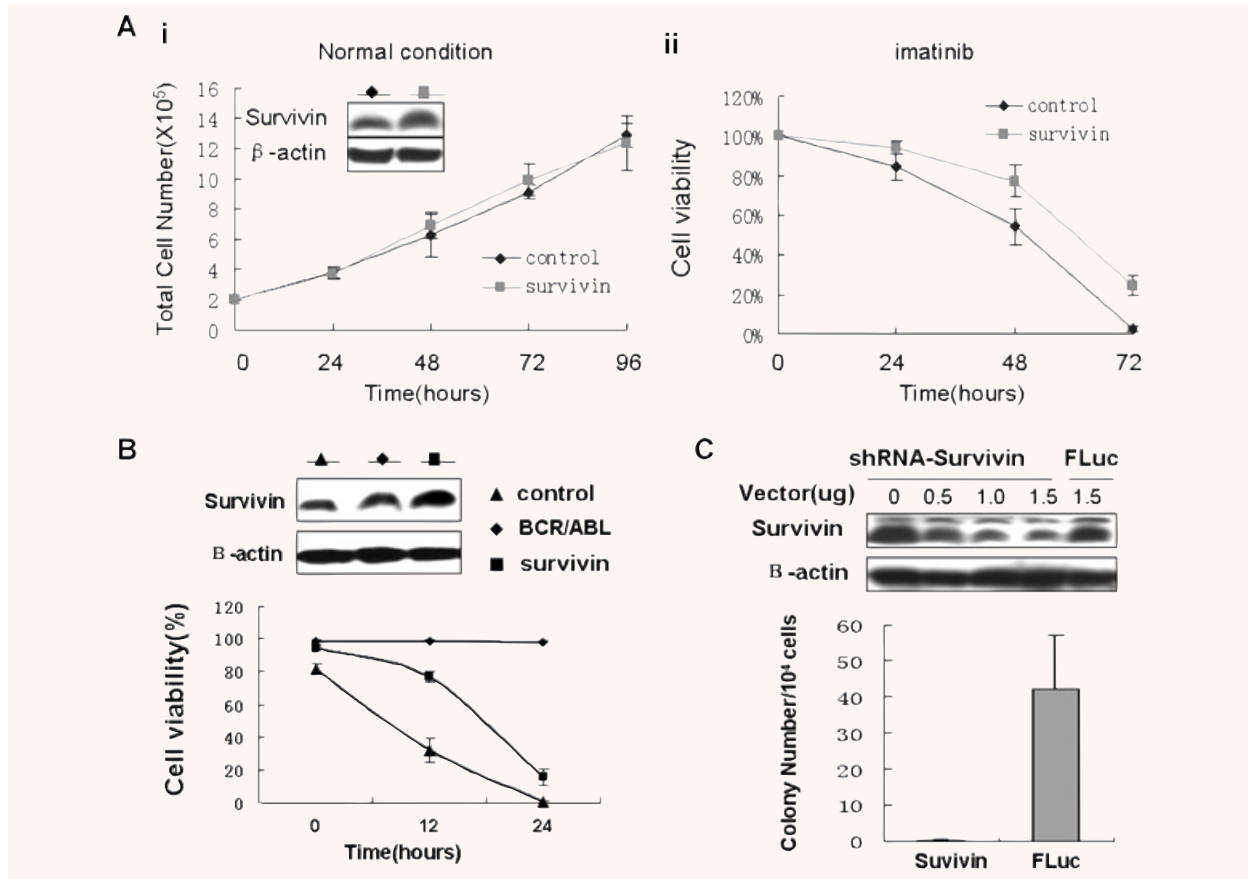 A
i
Normal condition
Total Cell Number(X10⁵)
16
14
12
10
8
6
4
2
0
Survivin
β-actin
control
survivin
0 24 48 72 96
Time(hours)
ii
imatinib
Cell viability
120%
100%
80%
60%
40%
20%
0%
control
survivin
0 24 48 72
Time(hours)
B
Survivin
B-actin
control
BCR/ABL
survivin
Cell viability(%)
120
100
80
60
40
20
0
0 12 24
Time(hours)
C
shRNA-Survivin FLuc
Vector(ug) 0 0.5 1.0 1.5 1.5
Survivin
B-actin
Colony Number/10⁴ cells
60
50
40
30
20
10
0
Suvivin FLuc